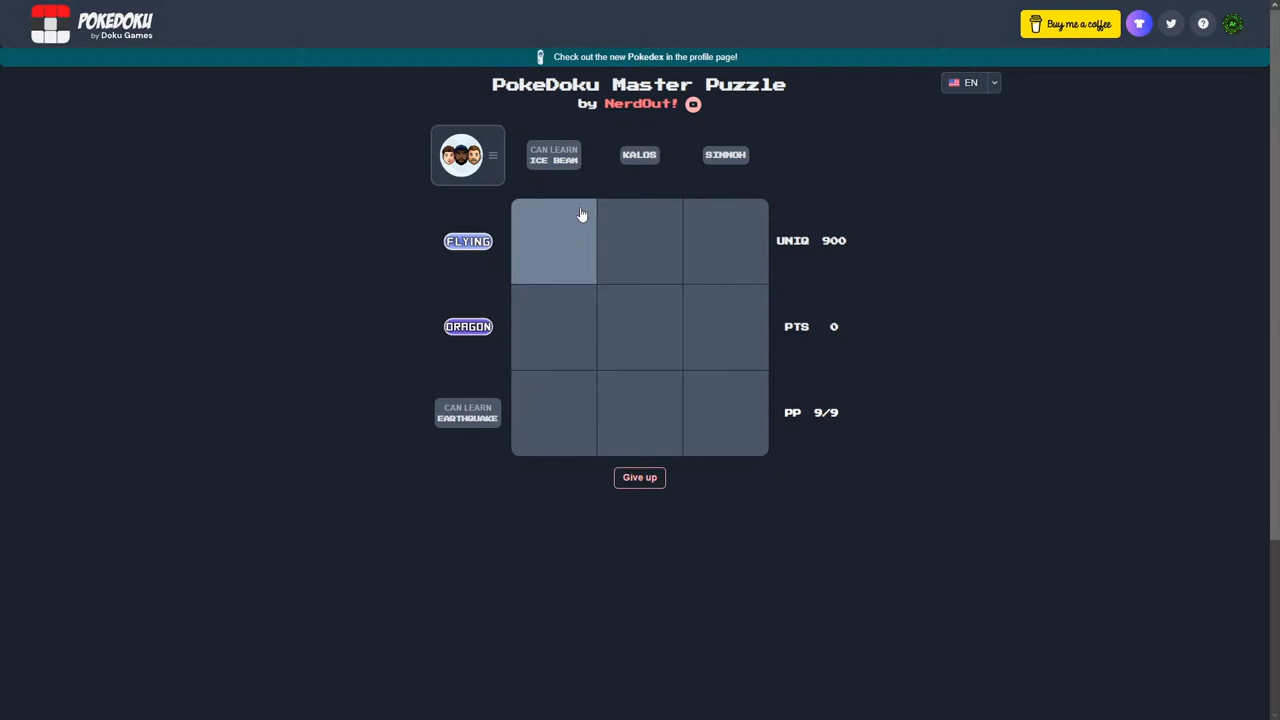 POKEDOKU
by Doku Games
Buy me a coffee
Ar
Check out the new Pokedex in the profile page!
PokeDoku Master Puzzle
by NerdOut!
EN
CAN LEARN
ICE BEAM
KALOS
SINNOH
FLYING
UNIQ 900
DRAGON
PTS 0
CAN LEARN
EARTHQUAKE
PP 9/9
Give up